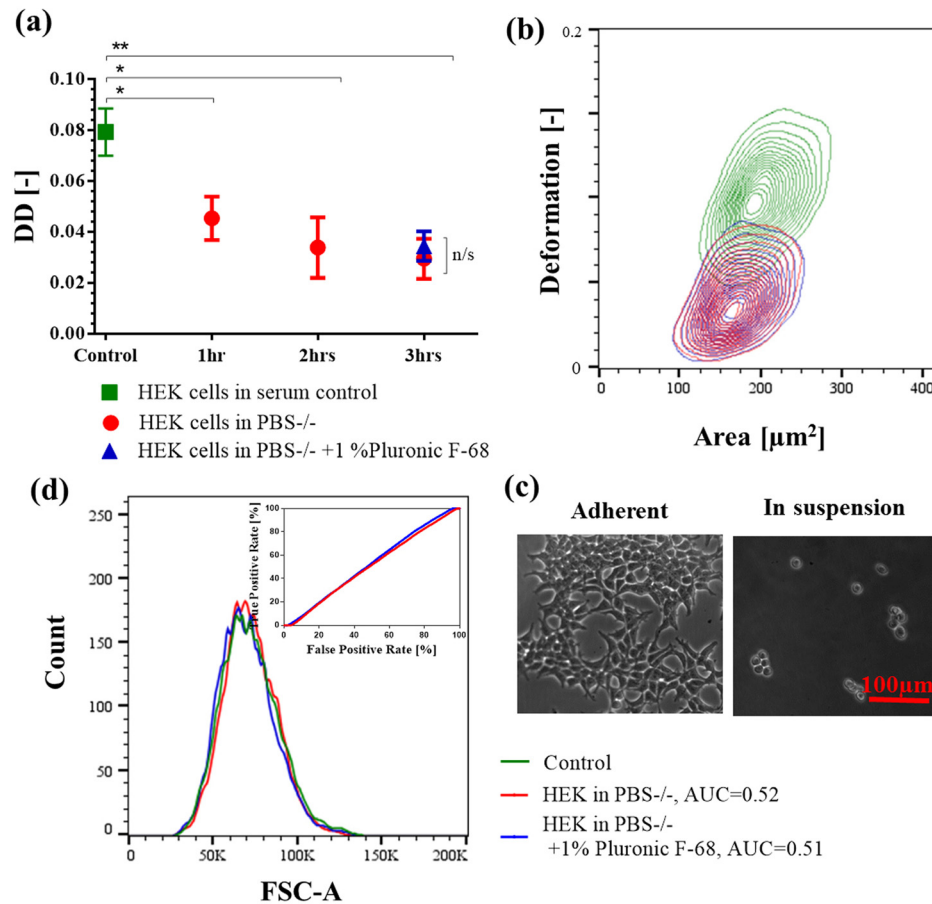 (a)
**
*
*
0.10
0.08
0.06
0.04
0.02
0.00
DD [-]
n/s
Control 1hr 2hrs 3hrs
HEK cells in serum control
HEK cells in PBS-/-
HEK cells in PBS-/- +1 %Pluronic F-68
(b)
0.2
Deformation [-]
0
0 100 200 300 400
Area [µm²]
(d)
250
200
150
100
50
0
Count
0 50K 100K 150K 200K
FSC-A
100
80
60
40
20
0
True Positive Rate [%]
0 20 40 60 80 100
False Positive Rate [%]
(c)
Adherent
In suspension
100µm
Control
HEK in PBS-/-, AUC=0.52
HEK in PBS-/-
+1% Pluronic F-68, AUC=0.51